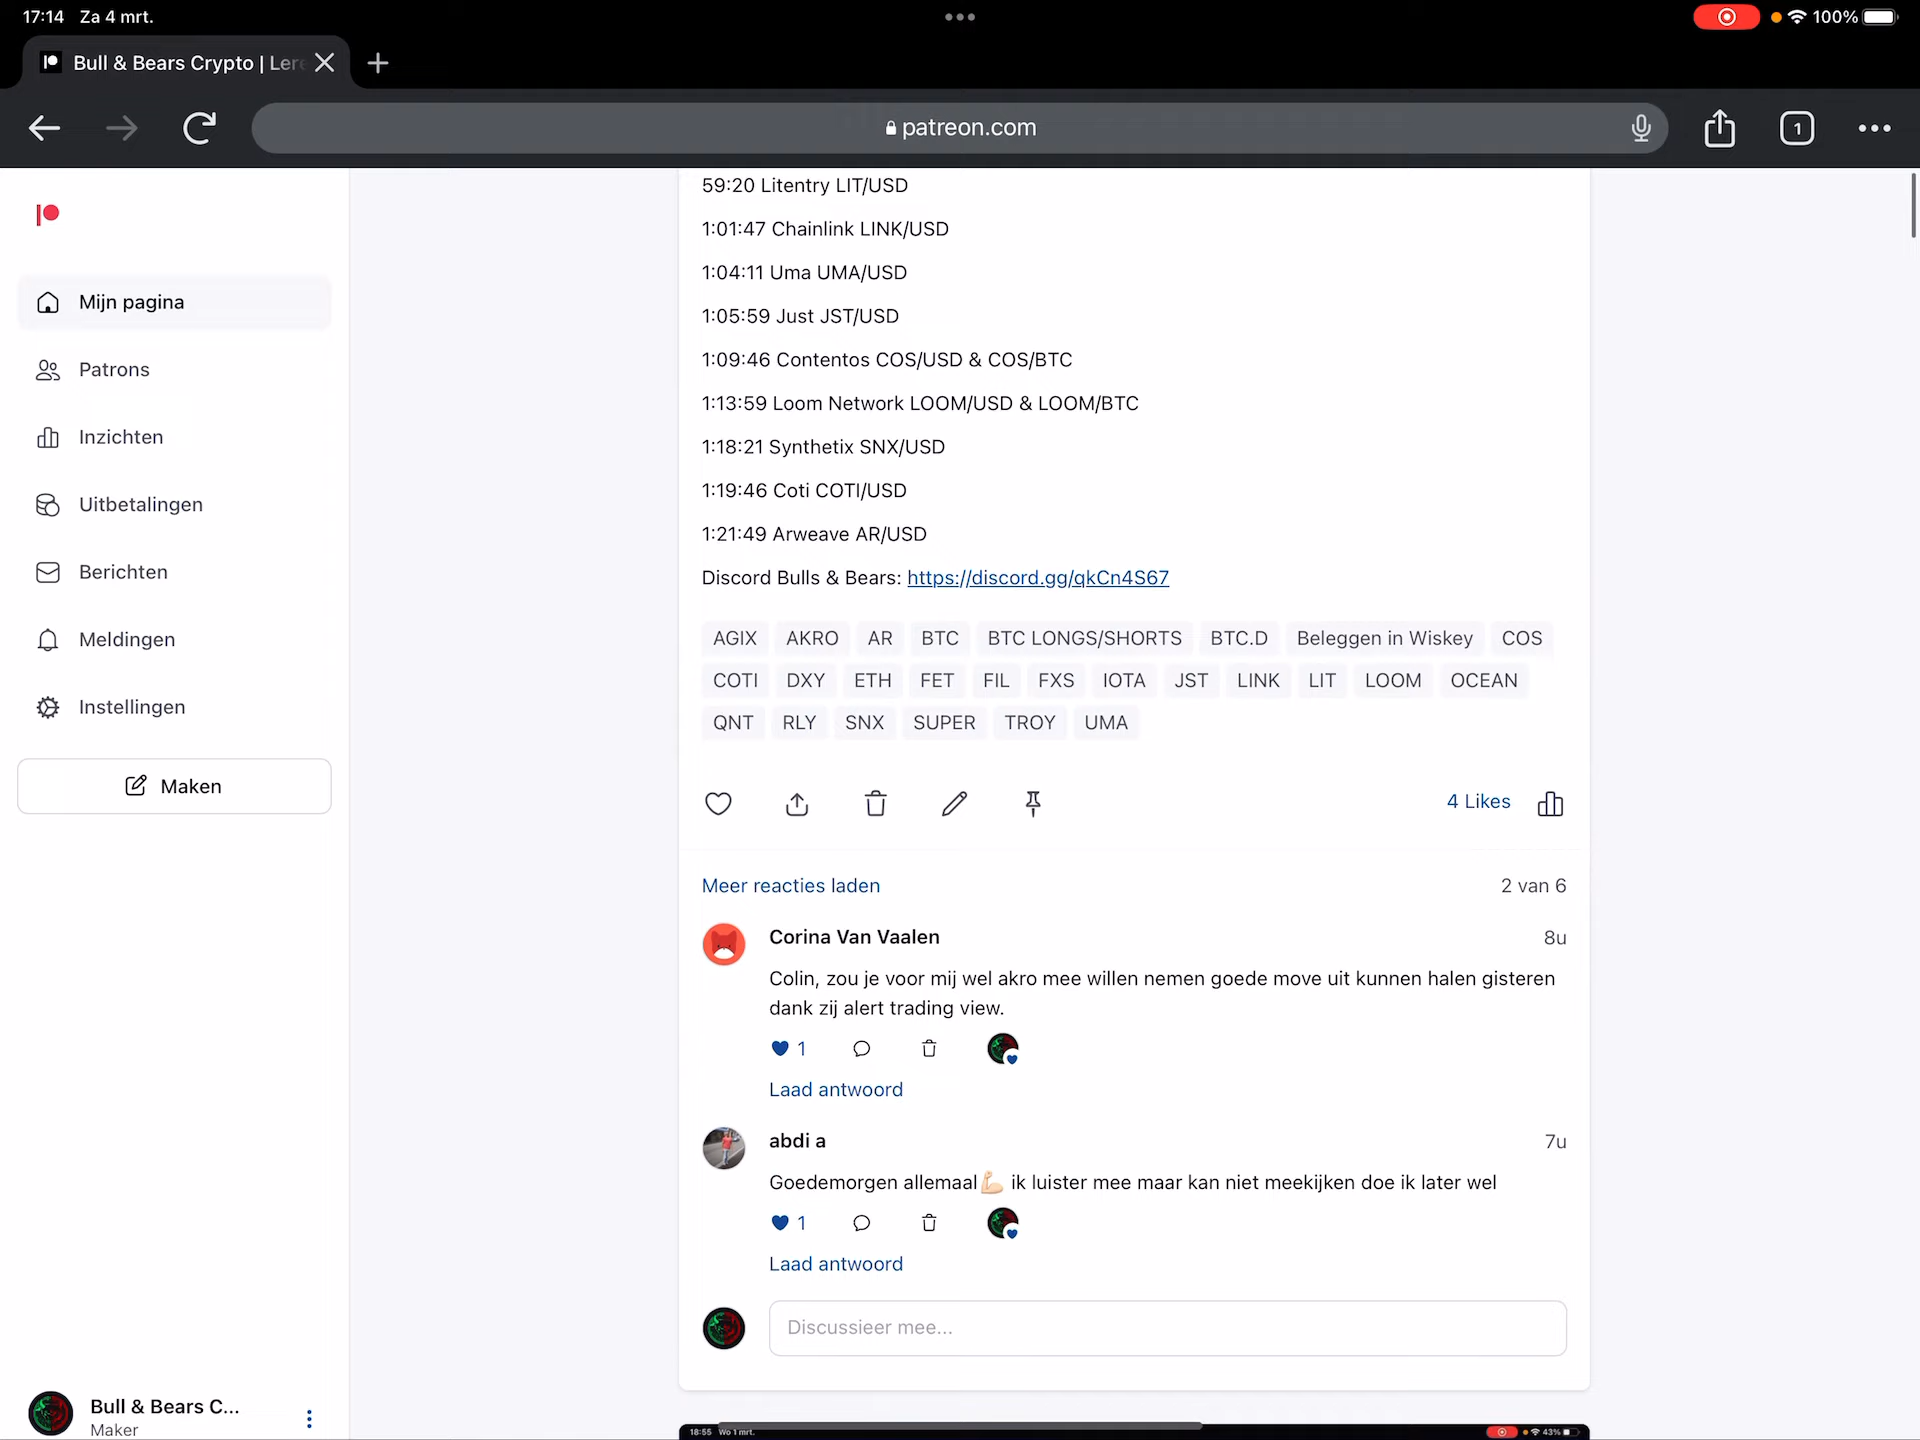 17:14 Za 4 mrt.
100%
Bull & Bears Crypto | Lere
patreon.com
1
Mijn pagina
Patrons
Inzichten
Uitbetalingen
Berichten
Meldingen
Instellingen
Maken
Bull & Bears C...
Maker
59:20 Litentry LIT/USD
1:01:47 Chainlink LINK/USD
1:04:11 Uma UMA/USD
1:05:59 Just JST/USD
1:09:46 Contentos COS/USD & COS/BTC
1:13:59 Loom Network LOOM/USD & LOOM/BTC
1:18:21 Synthetix SNX/USD
1:19:46 Coti COTI/USD
1:21:49 Arweave AR/USD
Discord Bulls & Bears: https://discord.gg/qkCn4S67
AGIX AKRO AR BTC BTC LONGS/SHORTS BTC.D Beleggen in Wiskey COS
COTI DXY ETH FET FIL FXS IOTA JST LINK LIT LOOM OCEAN
QNT RLY SNX SUPER TROY UMA
4 Likes
Meer reacties laden 2 van 6
Corina Van Vaalen 8u
Colin, zou je voor mij wel akro mee willen nemen goede move uit kunnen halen gisteren
dank zij alert trading view.
1
Laad antwoord
abdi a 7u
Goedemorgen allemaal💪🏻 ik luister mee maar kan niet meekijken doe ik later wel
1
Laad antwoord
Discussieer mee...
18:55 Wo 1 mrt. 43%